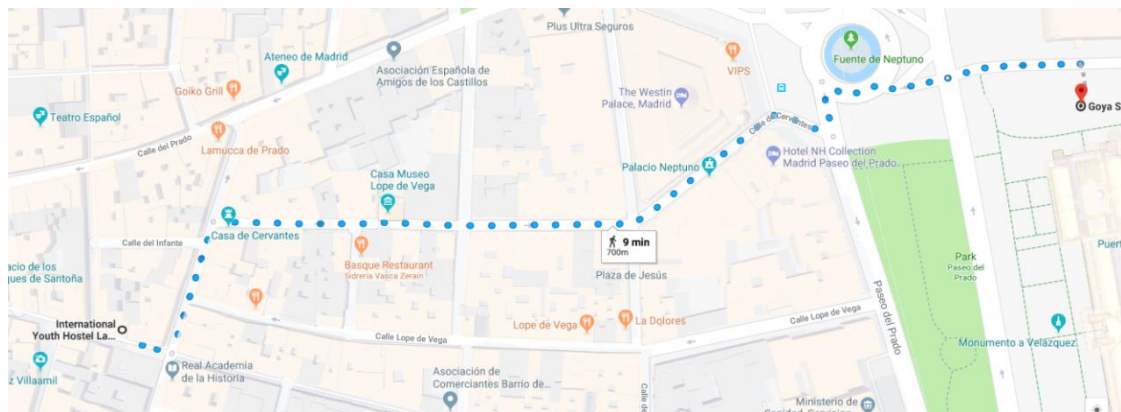 Plus Ultra Seguros
Ateneo de Madrid
Asociación Española de
Amigos de los Castillos
VIPS
Fuente de Neptuno
Goiko Grill
The Westin
Palace, Madrid
Teatro Español
Goya S
Calle del Prado
Lamucca de Prado
Calle de Cervantes
Hotel NH Collection
Madrid Paseo del Prado
Palacio Neptuno
Casa Museo
Lope de Vega
Casa de Cervantes
Calle del Infante
9 min
700m
Basque Restaurant
Sidreria Vasca Zerain
Plaza de Jesús
Park
Paseo del
Prado
Puert
acio de los
ues de Santoña
Paseo del Prado
International
Youth Hostel La...
Lope de Vega
La Dolores
Calle Lope de Vega
Calle Lope de Vega
Monumento a Velázquez
z Villaamil
Real Academia
de la Historia
Asociación de
Comerciantes Barrio de...
Calle de
Ministerio de